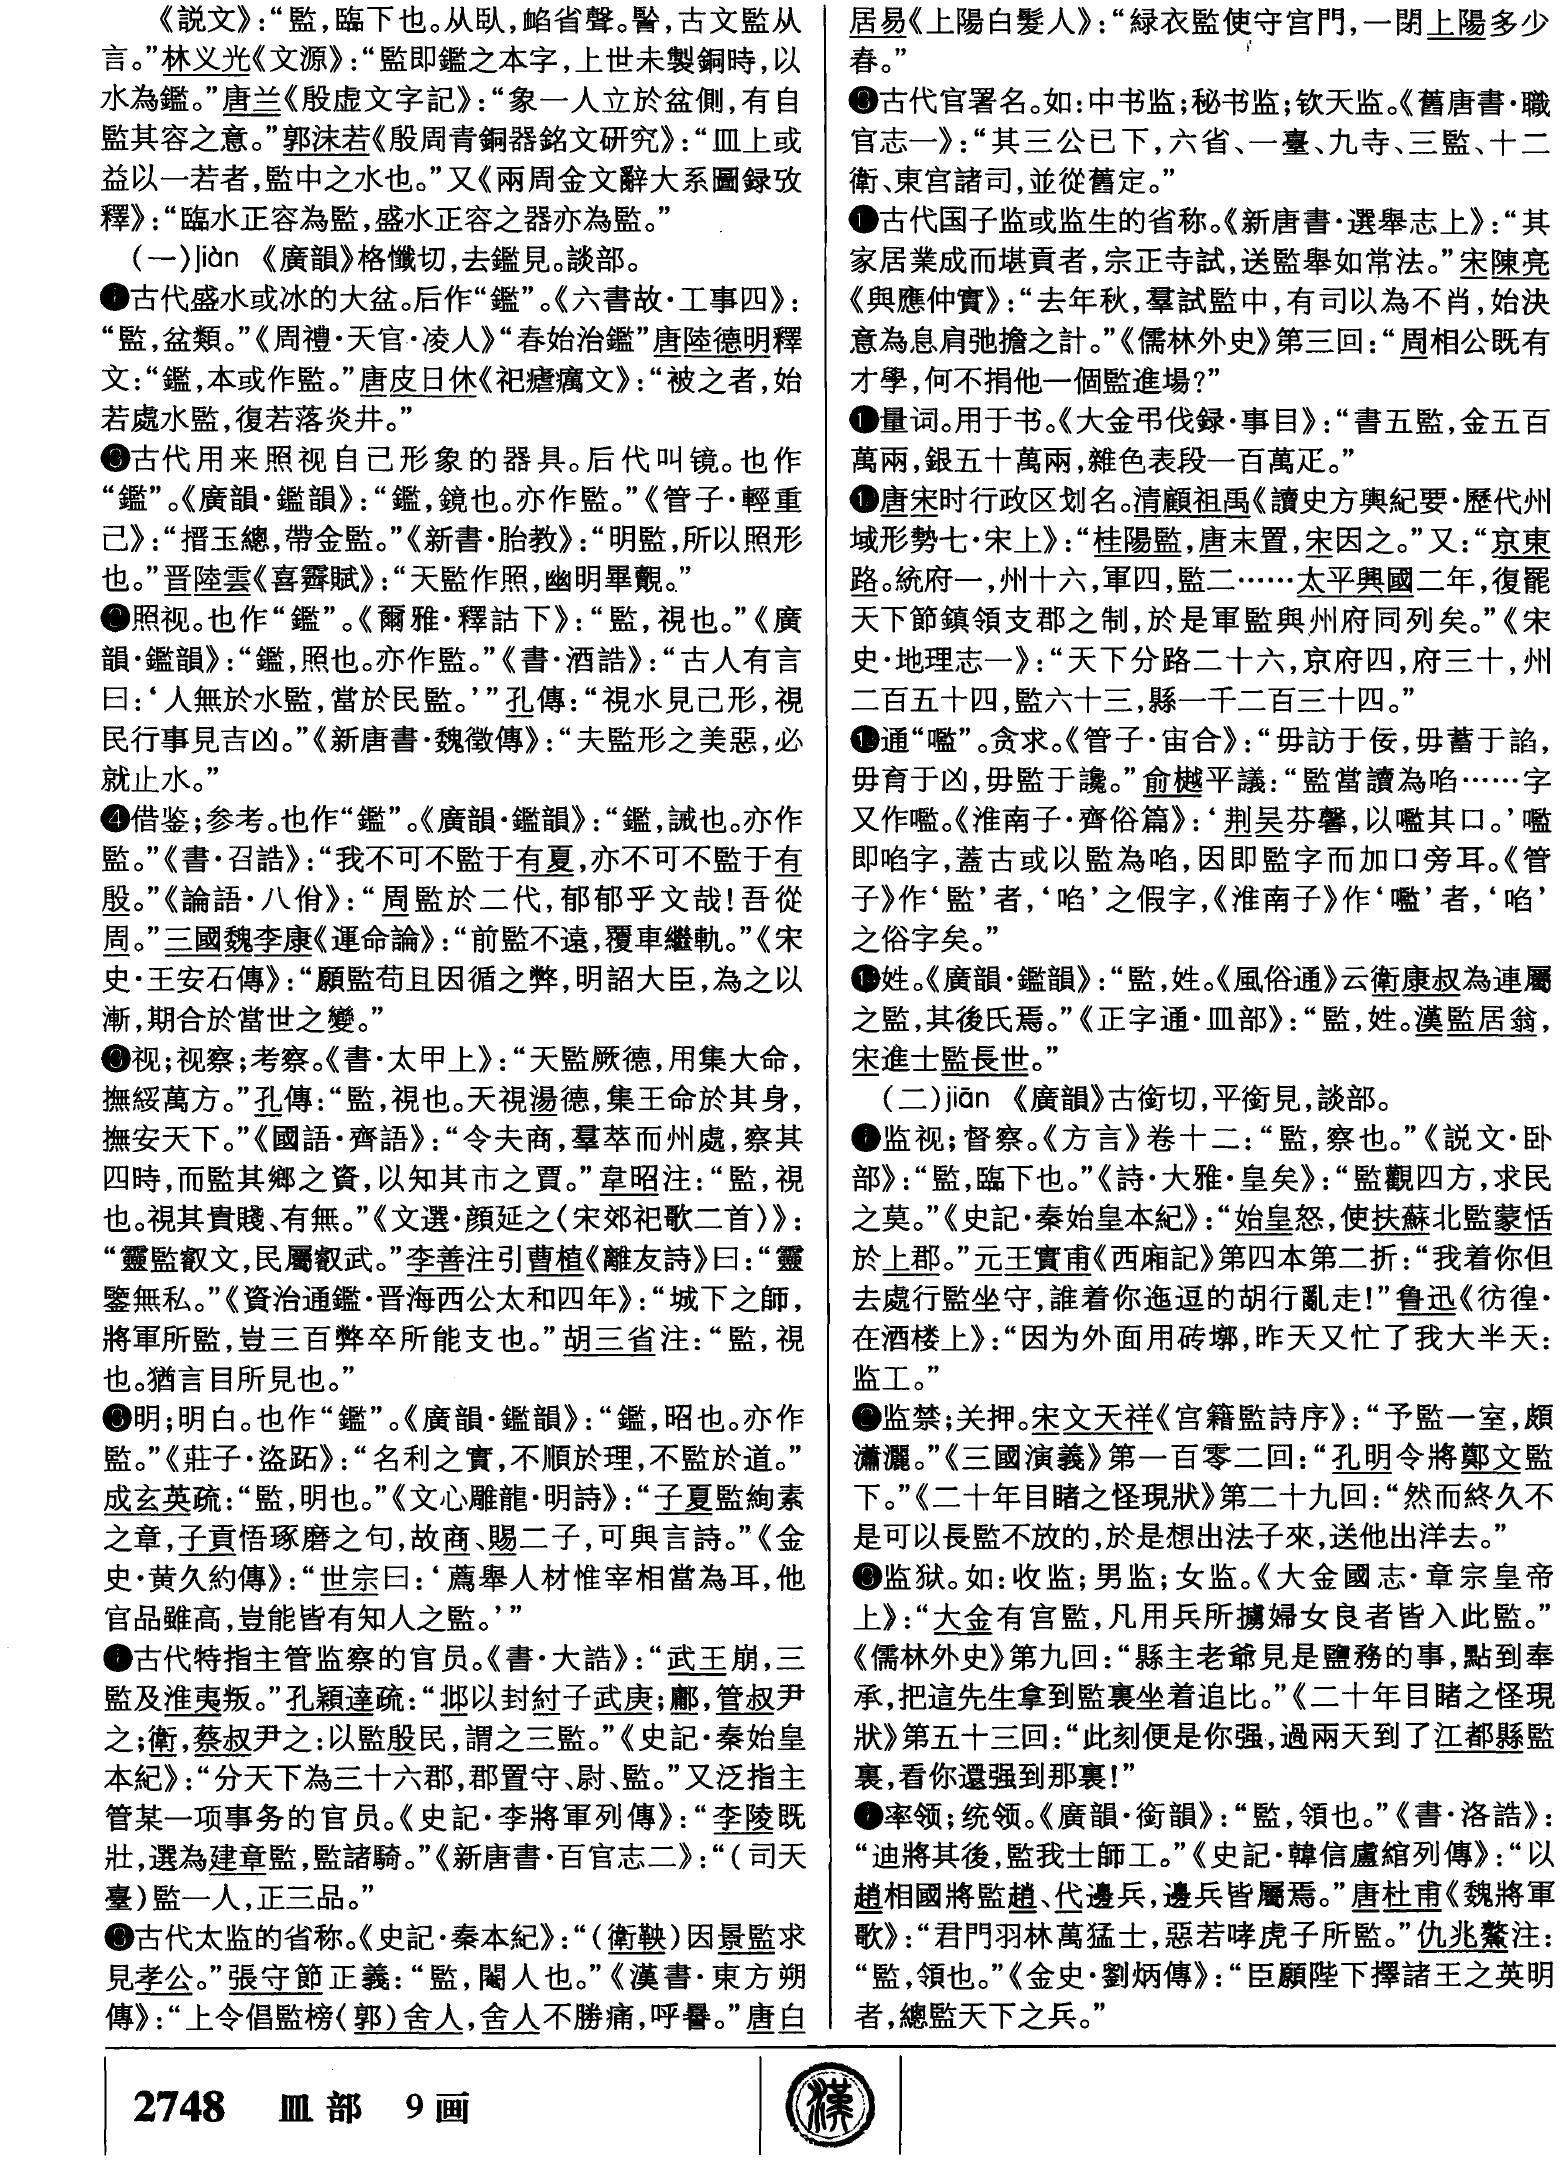 《説文》：“監，臨下也。从臥，䘓省聲。𧨟，古文監从
言。”林义光《文源》：“監即鑑之本字，上世未製銅時，以
水為鑑。”唐兰《殷虚文字記》：“象一人立於盆側，有自
監其容之意。”郭沫若《殷周青銅器銘文研究》：“皿上或
益以一若者，監中之水也。”又《兩周金文辭大系圖録攷
釋》：“臨水正容為監，盛水正容之器亦為監。”
（一）jiàn　《廣韻》格懺切，去鑑見。談部。
❶古代盛水或冰的大盆。后作“鑑”。《六書故·工事四》：
“監，盆類。”《周禮·天官·凌人》“春始治鑑”唐陸德明釋
文：“鑑，本或作監。”唐皮日休《祀瘧癘文》：“被之者，始
若處水監，復若落炎井。”
❷古代用来照视自己形象的器具。后代叫镜。也作
“鑑”。《廣韻·鑑韻》：“鑑，鏡也。亦作監。”《管子·輕重
己》：“搢玉總，帶金監。”《新書·胎教》：“明監，所以照形
也。”晋陸雲《喜霽賦》：“天監作照，幽明畢觀。”
❸照视。也作“鑑”。《爾雅·釋詁下》：“監，視也。”《廣
韻·鑑韻》：“鑑，照也。亦作監。”《書·酒誥》：“古人有言
曰：‘人無於水監，當於民監。’”孔傳：“視水見己形，視
民行事見吉凶。”《新唐書·魏徵傳》：“夫監形之美惡，必
就止水。”
❹借鉴；参考。也作“鑑”。《廣韻·鑑韻》：“鑑，誡也。亦作
監。”《書·召誥》：“我不可不監于有夏，亦不可不監于有
殷。”《論語·八佾》：“周監於二代，郁郁乎文哉！吾從
周。”三國魏李康《運命論》：“前監不遠，覆車繼軌。”《宋
史·王安石傳》：“願監苟且因循之弊，明詔大臣，為之以
漸，期合於當世之變。”
❺视；视察；考察。《書·太甲上》：“天監厥德，用集大命，
撫綏萬方。”孔傳：“監，視也。天視湯德，集王命於其身，
撫安天下。”《國語·齊語》：“令夫商，羣萃而州處，察其
四時，而監其鄉之資，以知其市之賈。”韋昭注：“監，視
也。視其貴賤、有無。”《文選·顔延之〈宋郊祀歌二首〉》：
“靈監叡文，民屬叡武。”李善注引曹植《離友詩》曰：“靈
鑒無私。”《資治通鑑·晋海西公太和四年》：“城下之師，
將軍所監，豈三百弊卒所能支也。”胡三省注：“監，視
也。猶言目所見也。”
❻明；明白。也作“鑑”。《廣韻·鑑韻》：“鑑，昭也。亦作
監。”《莊子·盜跖》：“名利之實，不順於理，不監於道。”
成玄英疏：“監，明也。”《文心雕龍·明詩》：“子夏監絢素
之章，子貢悟琢磨之句，故商、賜二子，可與言詩。”《金
史·黄久約傳》：“世宗曰：‘薦舉人材惟宰相當為耳，他
官品雖高，豈能皆有知人之監。’”
❼古代特指主管监察的官员。《書·大誥》：“武王崩，三
監及淮夷叛。”孔穎達疏：“邶以封紂子武庚；鄘，管叔尹
之；衛，蔡叔尹之：以監殷民，謂之三監。”《史記·秦始皇
本紀》：“分天下為三十六郡，郡置守、尉、監。”又泛指主
管某一项事务的官员。《史記·李將軍列傳》：“李陵既
壯，選為建章監，監諸騎。”《新唐書·百官志二》：“（司天
臺）監一人，正三品。”
❽古代太监的省称。《史記·秦本紀》：“（衛鞅）因景監求
見孝公。”張守節正義：“監，閹人也。”《漢書·東方朔
傳》：“上令倡監榜（郭）舍人，舍人不勝痛，呼謈。”唐白
居易《上陽白髮人》：“緑衣監使守宫門，一閉上陽多少
春。”
❾古代官署名。如：中书监；秘书监；钦天监。《舊唐書·職
官志一》：“其三公已下，六省、一臺、九寺、三監、十二
衛、東宫諸司，並從舊定。”
❿古代国子监或监生的省称。《新唐書·選舉志上》：“其
家居業成而堪貢者，宗正寺試，送監舉如常法。”宋陳亮
《與應仲實》：“去年秋，羣試監中，有司以為不肖，始決
意為息肩弛擔之計。”《儒林外史》第三回：“周相公既有
才學，何不捐他一個監進場？”
⓫量词。用于书。《大金弔伐録·事目》：“書五監，金五百
萬兩，銀五十萬兩，雜色表段一百萬疋。”
⓬唐宋时行政区划名。清顧祖禹《讀史方輿紀要·歷代州
域形勢七·宋上》：“桂陽監，唐末置，宋因之。”又：“京東
路。統府一，州十六，軍四，監二……太平興國二年，復罷
天下節鎮領支郡之制，於是軍監與州府同列矣。”《宋
史·地理志一》：“天下分路二十六，京府四，府三十，州
二百五十四，監六十三，縣一千二百三十四。”
⓭通“嚂”。贪求。《管子·宙合》：“毋訪于佞，毋蓄于諂，
毋育于凶，毋監于讒。”俞樾平議：“監當讀為啗……字
又作嚂。《淮南子·齊俗篇》：‘荆吴芬馨，以嚂其口。’嚂
即啗字，蓋古或以監為啗，因即監字而加口旁耳。《管
子》作‘監’者，‘啗’之假字，《淮南子》作‘嚂’者，‘啗’
之俗字矣。”
⓮姓。《廣韻·鑑韻》：“監，姓。《風俗通》云衛康叔為連屬
之監，其後氏焉。”《正字通·皿部》：“監，姓。漢監居翁，
宋進士監長世。”
（二）jiān　《廣韻》古銜切，平銜見，談部。
❶监视；督察。《方言》卷十二：“監，察也。”《説文·卧
部》：“監，臨下也。”《詩·大雅·皇矣》：“監觀四方，求民
之莫。”《史記·秦始皇本紀》：“始皇怒，使扶蘇北監蒙恬
於上郡。”元王實甫《西廂記》第四本第二折：“我着你但
去處行監坐守，誰着你迤逗的胡行亂走！”鲁迅《彷徨·
在酒楼上》：“因为外面用砖墎，昨天又忙了我大半天：
监工。”
❷监禁；关押。宋文天祥《宫籍監詩序》：“予監一室，頗
瀟灑。”《三國演義》第一百零二回：“孔明令將鄭文監
下。”《二十年目睹之怪現狀》第二十九回：“然而終久不
是可以長監不放的，於是想出法子來，送他出洋去。”
❸监狱。如：收监；男监；女监。《大金國志·章宗皇帝
上》：“大金有宫監，凡用兵所擄婦女良者皆入此監。”
《儒林外史》第九回：“縣主老爺見是鹽務的事，點到奉
承，把這先生拿到監裏坐着追比。”《二十年目睹之怪現
狀》第五十三回：“此刻便是你强，過兩天到了江都縣監
裏，看你還强到那裏！”
❹率领；统领。《廣韻·銜韻》：“監，領也。”《書·洛誥》：
“迪將其後，監我士師工。”《史記·韓信盧綰列傳》：“以
趙相國將監趙、代邊兵，邊兵皆屬焉。”唐杜甫《魏將軍
歌》：“君門羽林萬猛士，惡若哮虎子所監。”仇兆鰲注：
“監，領也。”《金史·劉炳傳》：“臣願陛下擇諸王之英明
者，總監天下之兵。”
2748　皿部　9画
漢